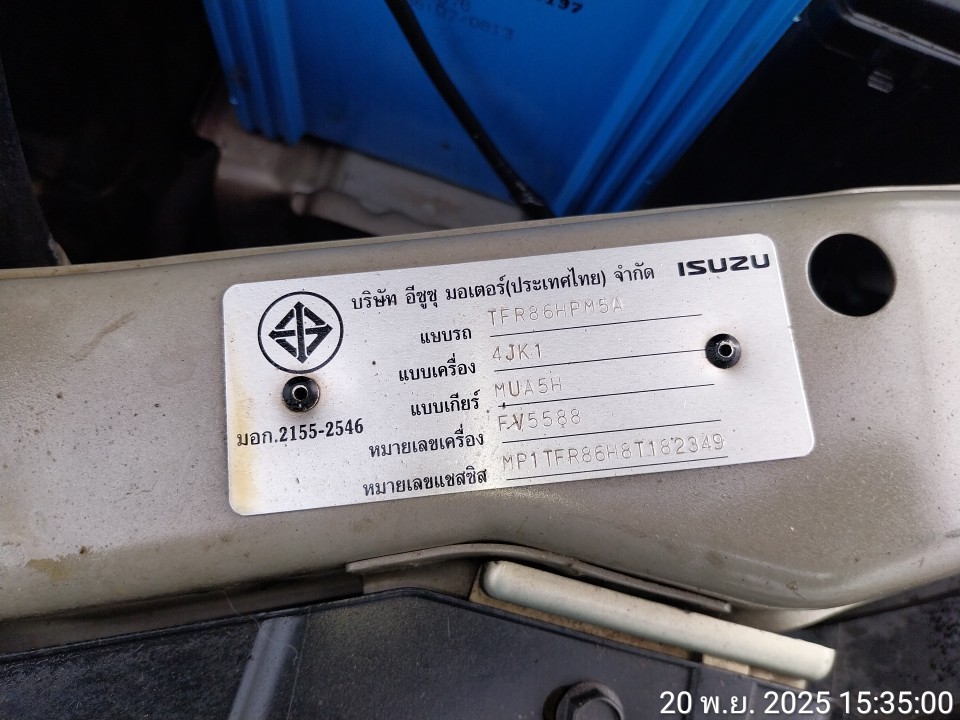 บริษัท อีซูซุ มอเตอร์(ประเทศไทย) จำกัด ISUZU
แบบรถ TFR86HPM5A
แบบเครื่อง 4JK1
แบบเกียร์ MUA5H
มอก.2155-2546
หมายเลขเครื่อง FV5588
หมายเลขแชสซิส MP1TFR86H8T182349
20 พ.ย. 2025 15:35:00